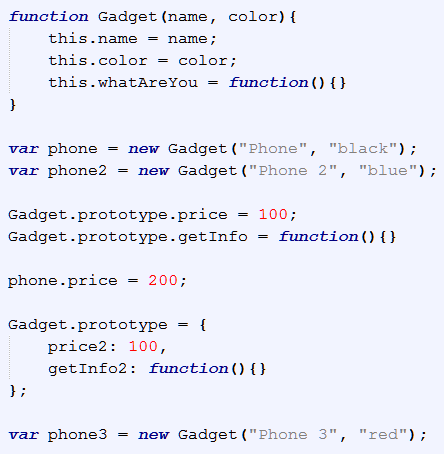 function Gadget(name, color){
    this.name = name;
    this.color = color;
    this.whatAreYou = function(){}
}

var phone = new Gadget("Phone", "black");
var phone2 = new Gadget("Phone 2", "blue");

Gadget.prototype.price = 100;
Gadget.prototype.getInfo = function(){}

phone.price = 200;

Gadget.prototype = {
    price2: 100,
    getInfo2: function(){}
};

var phone3 = new Gadget("Phone 3", "red");